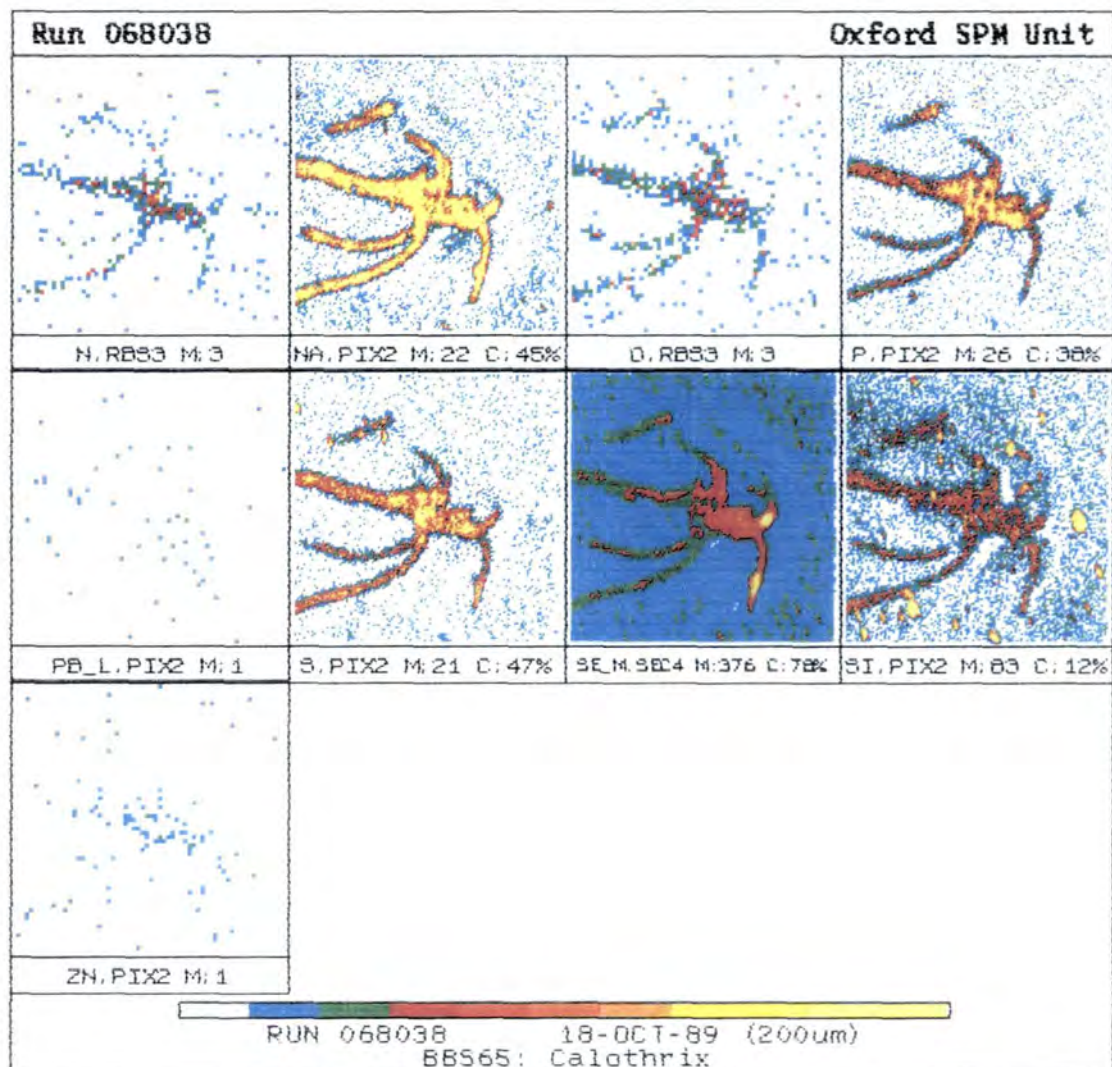 Run 068038 Oxford SPM Unit
N.RBS3 M:3 NA.PIX2 M:22 C:45% O.RBS3 M:3 P.PIX2 M:26 C:38%
PB_L.PIX2 M:1 S.PIX2 M:21 C:47% SE_M.SEC4 M:376 C:78% SI.PIX2 M:83 C:12%
ZN.PIX2 M:1
RUN 068038 18-OCT-89 (200um)
BBS65: Calothrix